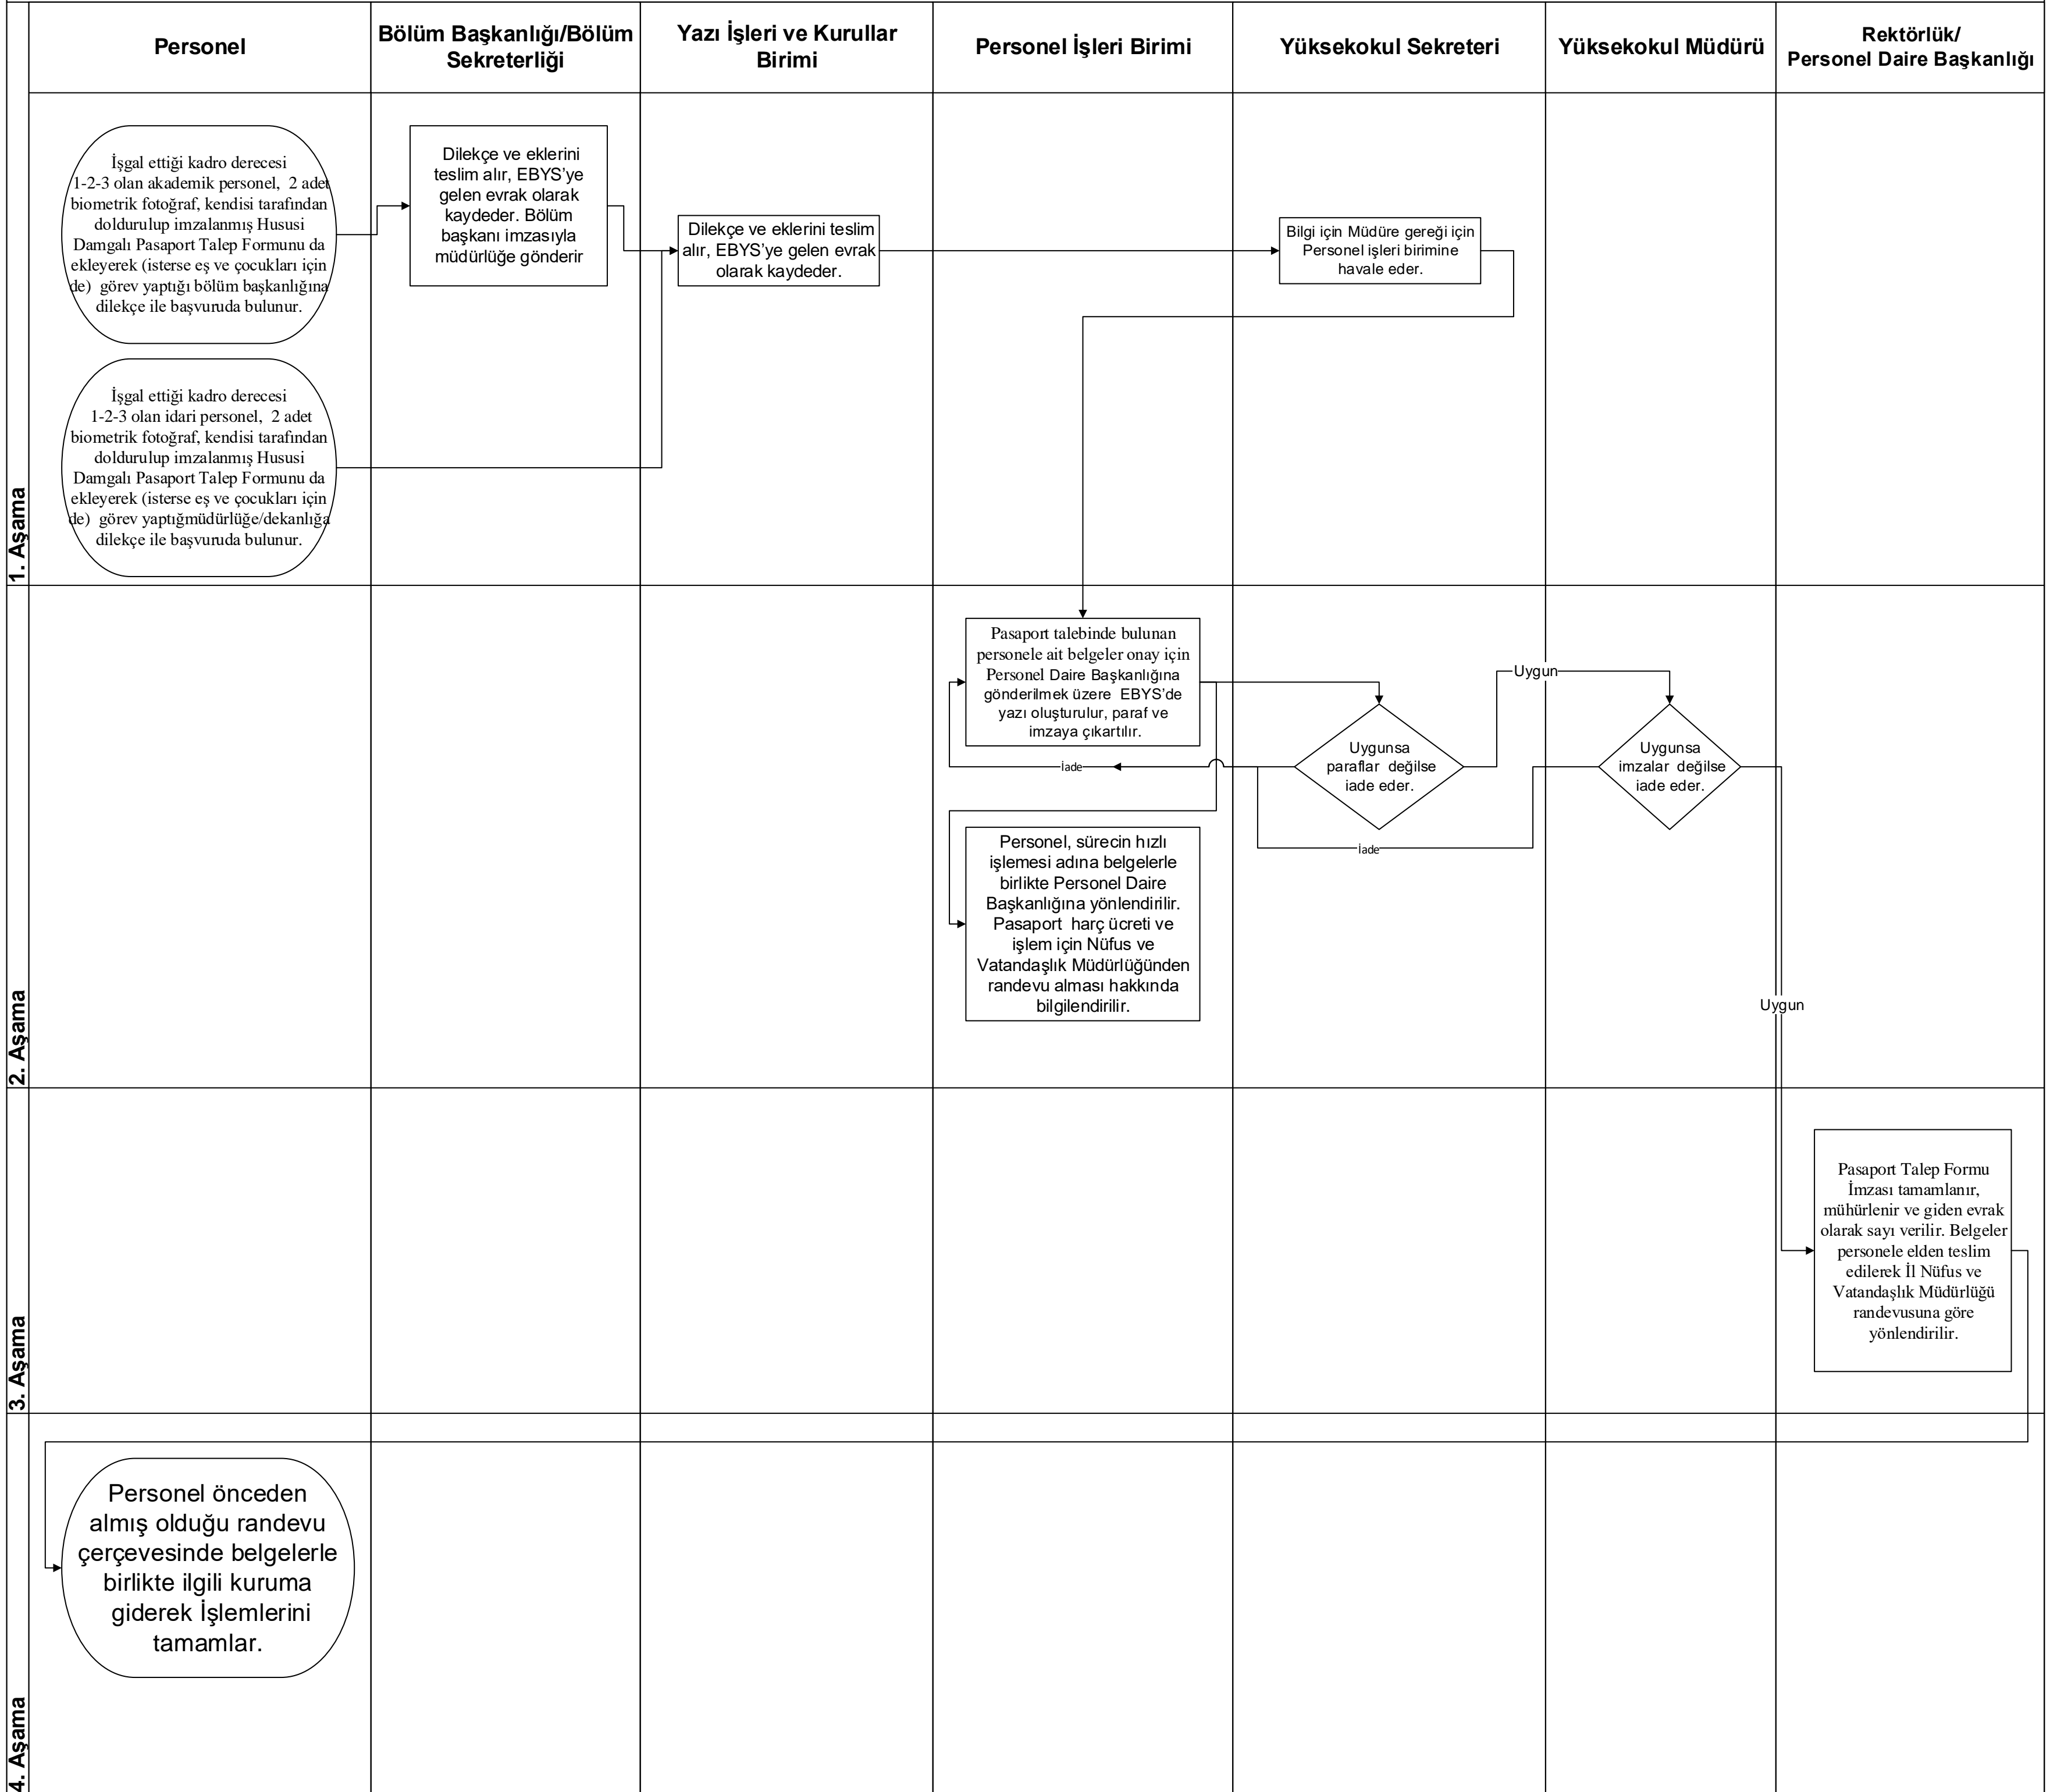 Personel
Bölüm Başkanlığı/Bölüm
Sekreterliği
Yazı İşleri ve Kurullar
Birimi
Personel İşleri Birimi
Yüksekokul Sekreteri
Yüksekokul Müdürü
Rektörlük/
Personel Daire Başkanlığı
1. Aşama
İşgal ettiği kadro derecesi
1-2-3 olan akademik personel, 2 adet
biometrik fotoğraf, kendisi tarafından
doldurulup imzalanmış Hususi
Damgalı Pasaport Talep Formunu da
ekleyerek (isterse eş ve çocukları için
de) görev yaptığı bölüm başkanlığına
dilekçe ile başvuruda bulunur.
Dilekçe ve eklerini
teslim alır, EBYS’ye
gelen evrak olarak
kaydeder. Bölüm
başkanı imzasıyla
müdürlüğe gönderir
Dilekçe ve eklerini teslim
alır, EBYS’ye gelen evrak
olarak kaydeder.
Bilgi için Müdüre gereği için
Personel işleri birimine
havale eder.
İşgal ettiği kadro derecesi
1-2-3 olan idari personel, 2 adet
biometrik fotoğraf, kendisi tarafından
doldurulup imzalanmış Hususi
Damgalı Pasaport Talep Formunu da
ekleyerek (isterse eş ve çocukları için
de) görev yaptığmüdürlüğe/dekanlığa
dilekçe ile başvuruda bulunur.
2. Aşama
Pasaport talebinde bulunan
personele ait belgeler onay için
Personel Daire Başkanlığına
gönderilmek üzere EBYS’de
yazı oluşturulur, paraf ve
imzaya çıkartılır.
Uygun
Uygunsa
paraflar değilse
iade eder.
Uygunsa
imzalar değilse
iade eder.
İade
İade
Personel, sürecin hızlı
işlemesi adına belgelerle
birlikte Personel Daire
Başkanlığına yönlendirilir.
Pasaport harç ücreti ve
işlem için Nüfus ve
Vatandaşlık Müdürlüğünden
randevu alması hakkında
bilgilendirilir.
Uygun
3. Aşama
Pasaport Talep Formu
İmzası tamamlanır,
mühürlenir ve giden evrak
olarak sayı verilir. Belgeler
personele elden teslim
edilerek İl Nüfus ve
Vatandaşlık Müdürlüğü
randevusuna göre
yönlendirilir.
4. Aşama
Personel önceden
almış olduğu randevu
çerçevesinde belgelerle
birlikte ilgili kuruma
giderek İşlemlerini
tamamlar.